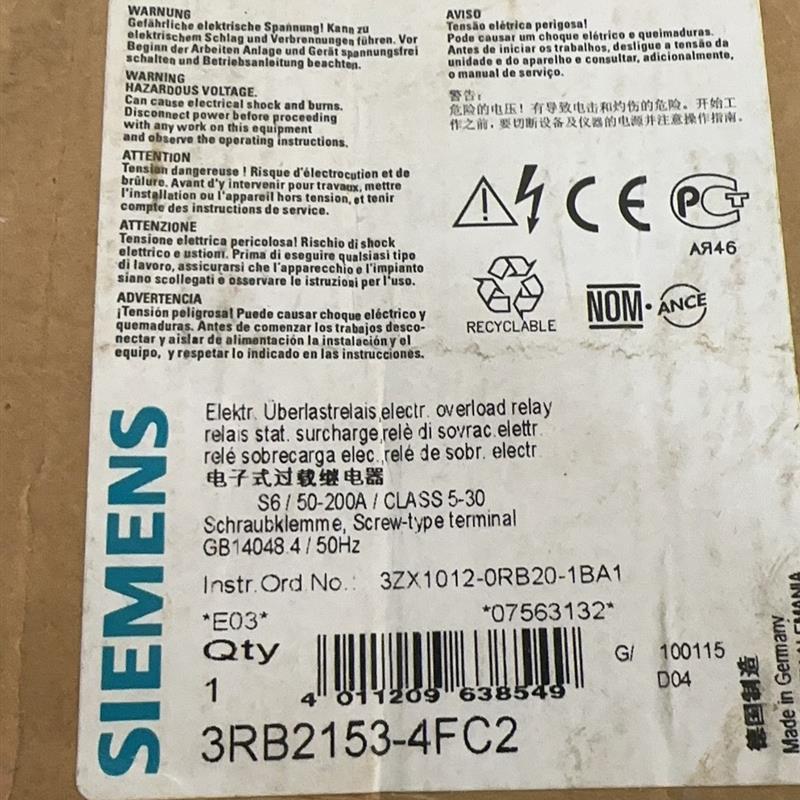 WARNUNG
Gefährliche elektrische Spannung! Kann zu
elektrischem Schlag und Verbrennungen führen. Vor
Beginn der Arbeiten Anlage und Gerät spannungsfrei
schalten und Betriebsanleitung beachten.
WARNING
HAZARDOUS VOLTAGE.
Can cause electrical shock and burns.
Disconnect power before proceeding
with any work on this equipment
and observe the operating instructions.
ATTENTION
Tension dangereuse ! Risque d'électrocution et de
brûlure. Avant d'y intervenir pour travaux, mettre
l'installation ou l'appareil hors tension, et tenir
compte des instructions de service.
ATTENZIONE
Tensione elettrica pericolosa! Rischio di shock
elettrico e ustioni. Prima di eseguire qualsiasi tipo
di lavoro, assicurarsi che l'apparecchio e l'impianto
siano scollegati e osservare le istruzioni per l'uso.
ADVERTENCIA
¡Tensión peligrosa! Puede causar choque eléctrico y
quemaduras. Antes de comenzar los trabajos desco-
nectar y aislar de alimentación la instalación y el
equipo, y respetar lo indicado en las instrucciones.
AVISO
Tensão elétrica perigosa!
Pode causar um choque elétrico e queimaduras.
Antes de iniciar os trabalhos, desligue a tensão da
unidade e do aparelho e consultar, adicionalmente,
o manual de serviço.
警告:
危险的电压! 有导致电击和灼伤的危险。开始工
作之前, 要切断设备及仪器的电源并注意操作指南。
CE
PCT
АЯ46
RECYCLABLE
NOM·ANCE
SIEMENS
Elektr. Überlastrelais,electr. overload relay
relais stat. surcharge,relè di sovrac.elettr.
relé sobrecarga elec.,relé de sobr. electr
电子式过载继电器
S6 / 50-200A / CLASS 5-30
Schraubklemme, Screw-type terminal
GB14048.4 / 50Hz
Instr.Ord.No.: 3ZX1012-0RB20-1BA1
*E03* *07563132*
Qty
1
4 011209 638549
G/ 100115
D04
3RB2153-4FC2
德国制造
Made in Germany